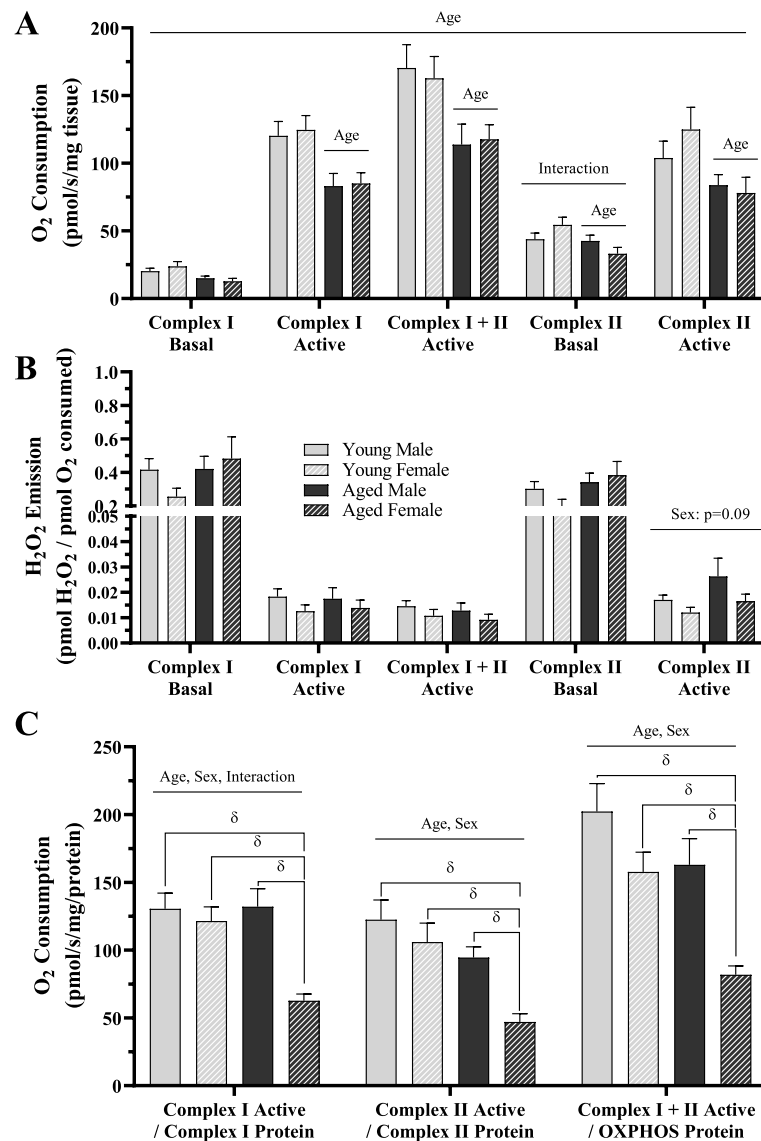 A
Age
200
150
100
50
0
O₂ Consumption
(pmol/s/mg tissue)
Age
Age
Interaction
Age
Age
Complex I
Basal
Complex I
Active
Complex I + II
Active
Complex II
Basal
Complex II
Active
B
1.0
0.8
0.6
0.4
0.2
0.05
0.04
0.03
0.02
0.01
0.00
H₂O₂ Emission
(pmol H₂O₂ / pmol O₂ consumed)
Young Male
Young Female
Aged Male
Aged Female
Sex: p=0.09
Complex I
Basal
Complex I
Active
Complex I + II
Active
Complex II
Basal
Complex II
Active
C
250
200
150
100
50
0
O₂ Consumption
(pmol/s/mg/protein)
Age, Sex, Interaction
δ
δ
δ
Age, Sex
δ
δ
δ
Age, Sex
δ
δ
δ
Complex I Active
/ Complex I Protein
Complex II Active
/ Complex II Protein
Complex I + II Active
/ OXPHOS Protein